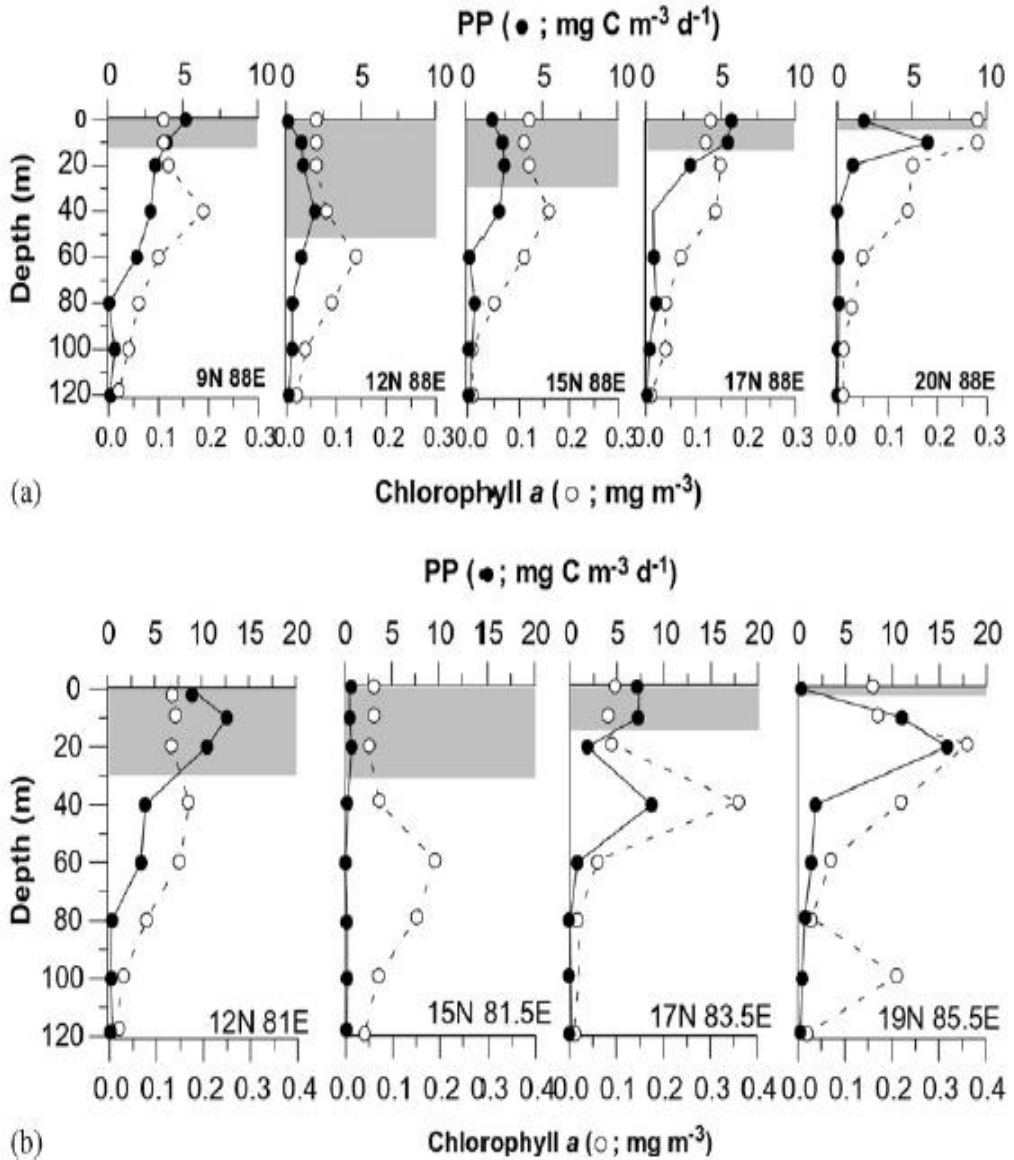 PP (● ; mg C m⁻³ d⁻¹)
0 5 10 0 5 10 0 5 10 0 5 10 0 5 10
Depth (m)
0
20
40
60
80
100
120
9N 88E 12N 88E 15N 88E 17N 88E 20N 88E
0.0 0.1 0.2 0.3 0.0 0.1 0.2 0.3 0.0 0.1 0.2 0.3 0.0 0.1 0.2 0.3 0.0 0.1 0.2 0.3
(a) Chlorophyll a (○ ; mg m⁻³)
PP (● ; mg C m⁻³ d⁻¹)
0 5 10 15 20 0 5 10 15 20 0 5 10 15 20 0 5 10 15 20
Depth (m)
0
20
40
60
80
100
120
12N 81E 15N 81.5E 17N 83.5E 19N 85.5E
0.0 0.1 0.2 0.3 0.4 0.0 0.1 0.2 0.3 0.4 0.0 0.1 0.2 0.3 0.4 0.0 0.1 0.2 0.3 0.4
(b) Chlorophyll a (○ ; mg m⁻³)